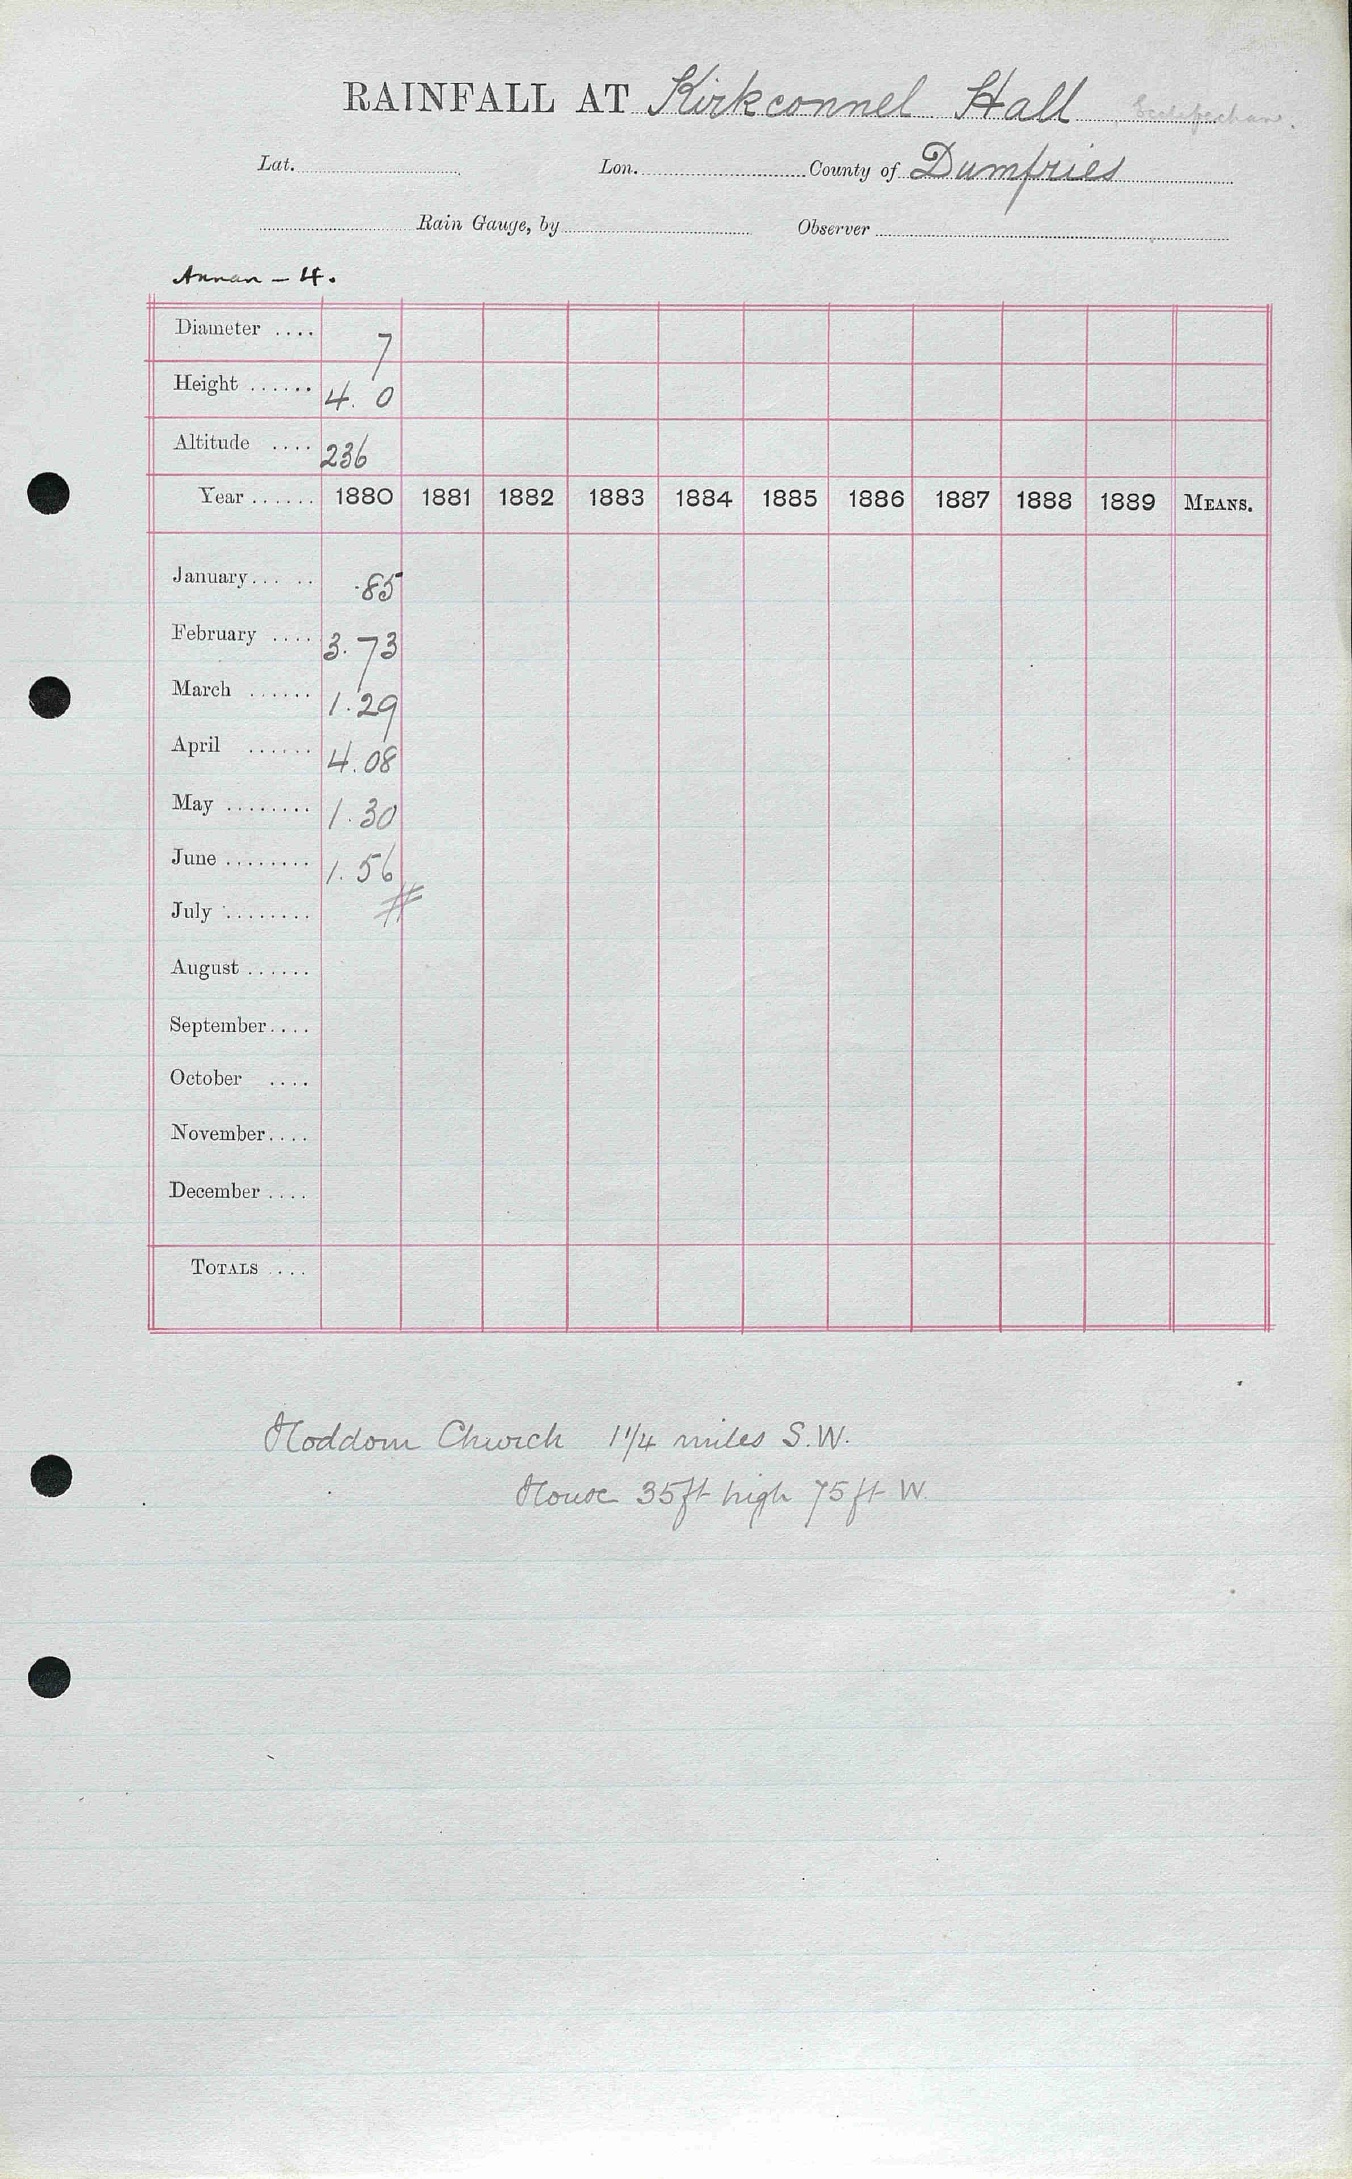 RAINFALL AT Kirkconnel Hall Ecclefechan.
Lat. Lon. County of Dumfries
Rain Gauge, by Observer
Annan – 4.
Diameter .... 7
Height ...... 4. 0
Altitude .... 236
Year ...... 1880 1881 1882 1883 1884 1885 1886 1887 1888 1889 MEANS.
January ... .. .85
February .... 3.73
March ...... 1.29
April ...... 4.08
May ........ 1.30
June ........ 1.56
July ........ #
August ......
September ....
October ....
November ....
December ....
TOTALS ....
Hoddom Church 1 1/4 miles S.W.
House 35ft high 75ft W.